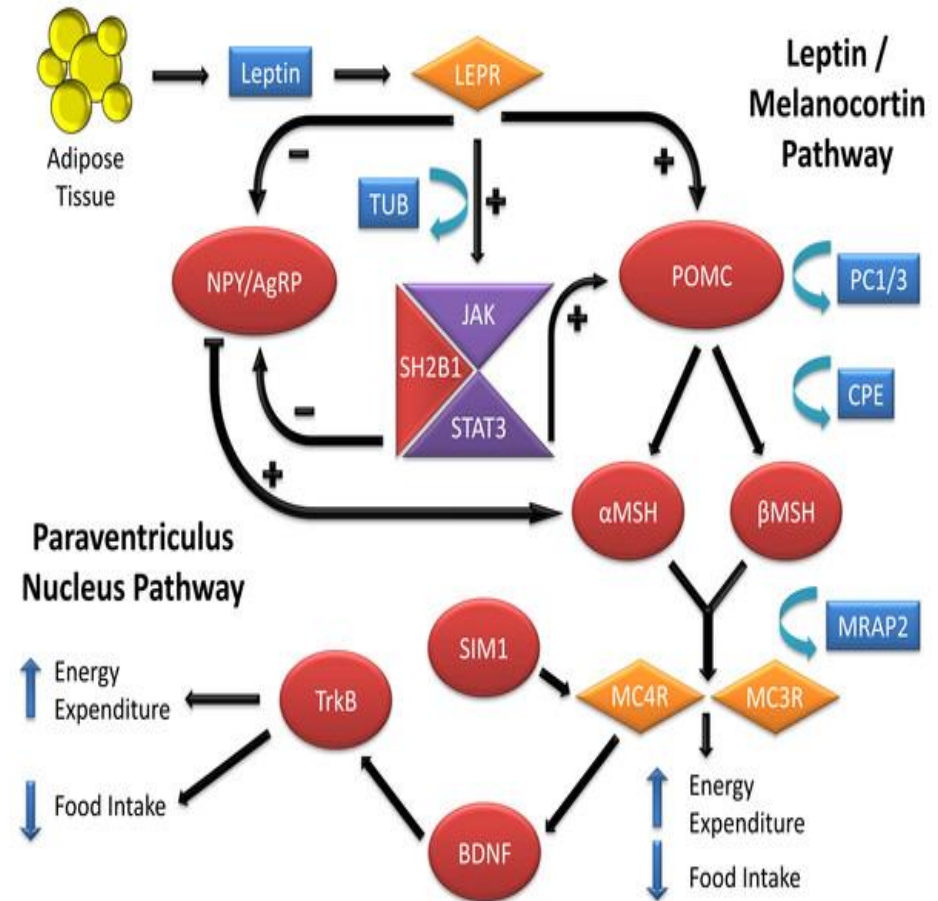 Leptin /
Melanocortin
Pathway
Adipose
Tissue
Leptin
LEPR
-
+
+
TUB
NPY/AgRP
POMC
PC1/3
JAK
SH2B1
STAT3
+
-
CPE
+
αMSH
βMSH
Paraventriculus
Nucleus Pathway
MRAP2
SIM1
MC4R
MC3R
Energy
Expenditure
TrkB
Food Intake
BDNF
Energy
Expenditure
Food Intake